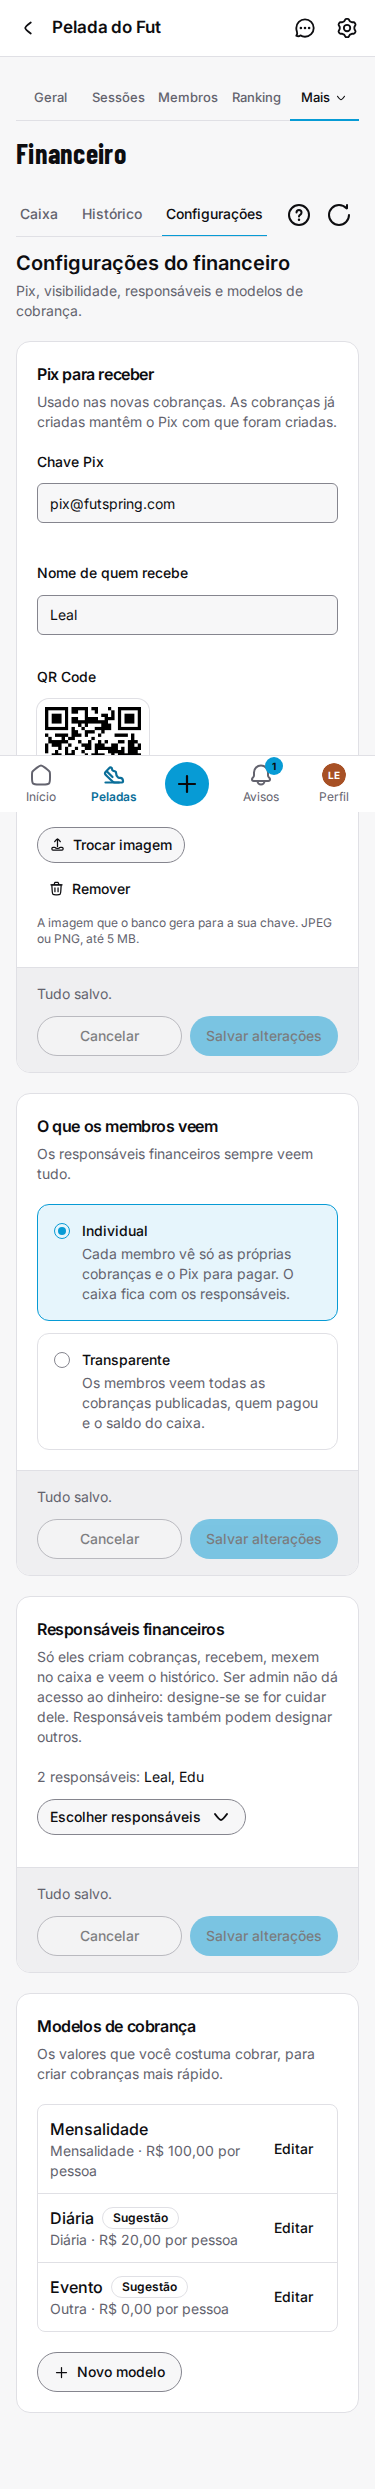 Pelada do Fut
Geral Sessões Membros Ranking Mais
Financeiro
Caixa Histórico Configurações
Configurações do financeiro
Pix, visibilidade, responsáveis e modelos de
cobrança.
Pix para receber
Usado nas novas cobranças. As cobranças já
criadas mantêm o Pix com que foram criadas.
Chave Pix
pix@futspring.com
Nome de quem recebe
Leal
QR Code
1
LE
Início Peladas Avisos Perfil
Trocar imagem
Remover
A imagem que o banco gera para a sua chave. JPEG
ou PNG, até 5 MB.
Tudo salvo.
Cancelar Salvar alterações
O que os membros veem
Os responsáveis financeiros sempre veem
tudo.
Individual
Cada membro vê só as próprias
cobranças e o Pix para pagar. O
caixa fica com os responsáveis.
Transparente
Os membros veem todas as
cobranças publicadas, quem pagou
e o saldo do caixa.
Tudo salvo.
Cancelar Salvar alterações
Responsáveis financeiros
Só eles criam cobranças, recebem, mexem
no caixa e veem o histórico. Ser admin não dá
acesso ao dinheiro: designe-se se for cuidar
dele. Responsáveis também podem designar
outros.
2 responsáveis: Leal, Edu
Escolher responsáveis
Tudo salvo.
Cancelar Salvar alterações
Modelos de cobrança
Os valores que você costuma cobrar, para
criar cobranças mais rápido.
Mensalidade
Mensalidade · R$ 100,00 por
pessoa
Editar
Diária Sugestão
Diária · R$ 20,00 por pessoa
Editar
Evento Sugestão
Outra · R$ 0,00 por pessoa
Editar
Novo modelo